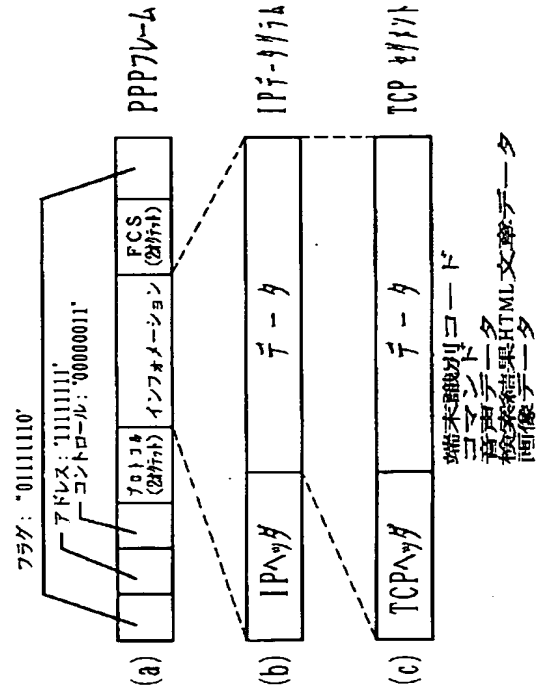 フラグ: "01111110"
アドレス: '11111111'
コントロール: '00000011'
(a)
プロトコル
(2オクテット)
インフォメーション
FCS
(2オクテット)
PPPフレーム
(b)
IPヘッダ
データ
IPデータグラム
(c)
TCPヘッダ
データ
TCP セグメント
端末識別コード
コマンド
音声データ
検索結果HTML文章データ
画像データ